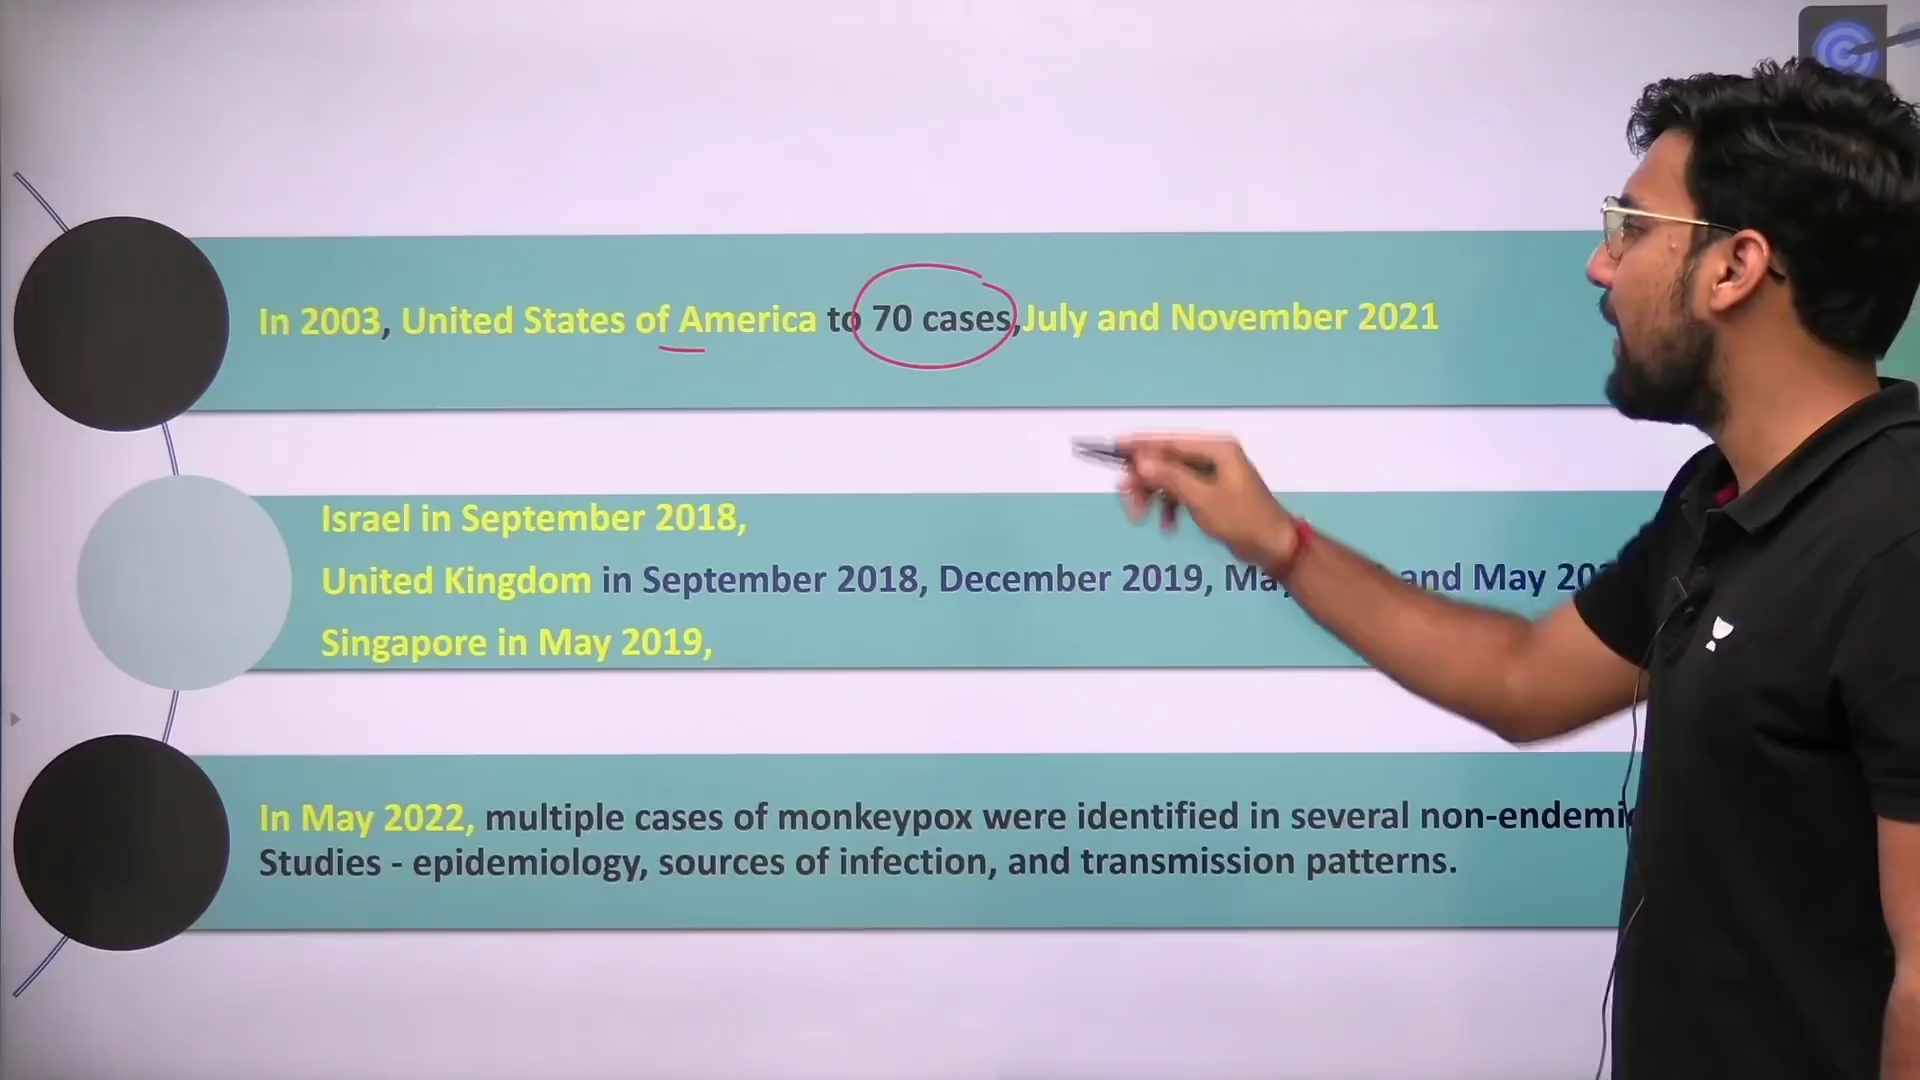 In 2003, United States of America to 70 cases,July and November 2021
Israel in September 2018,
United Kingdom in September 2018, December 2019, and May
Singapore in May 2019,
In May 2022, multiple cases of monkeypox were identified in several
Studies - epidemiology, sources of infection, and transmission patterns.